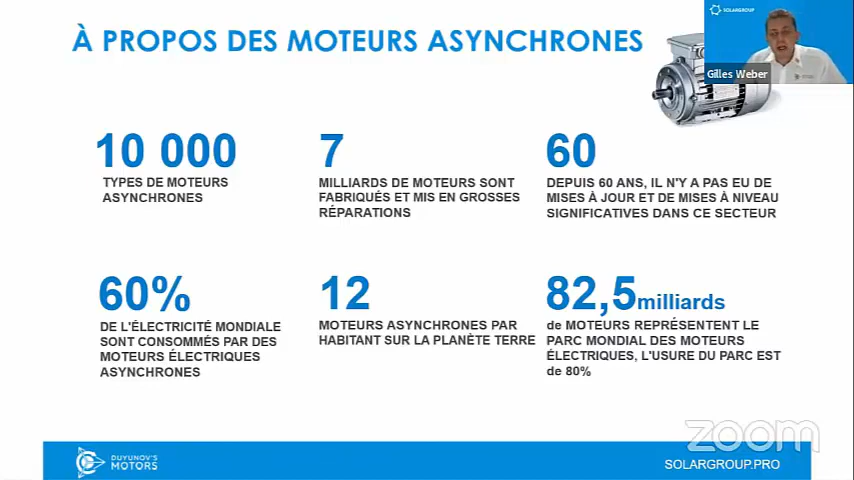 SOLARGROUP
À PROPOS DES MOTEURS ASYNCHRONES
Gilles Weber
10 000
TYPES DE MOTEURS
ASYNCHRONES
7
MILLIARDS DE MOTEURS SONT
FABRIQUÉS ET MIS EN GROSSES
RÉPARATIONS
60
DEPUIS 60 ANS, IL N'Y A PAS EU DE
MISES À JOUR ET DE MISES À NIVEAU
SIGNIFICATIVES DANS CE SECTEUR
60%
DE L'ÉLECTRICITÉ MONDIALE
SONT CONSOMMÉS PAR DES
MOTEURS ÉLECTRIQUES
ASYNCHRONES
12
MOTEURS ASYNCHRONES PAR
HABITANT SUR LA PLANÈTE TERRE
82,5 milliards
de MOTEURS REPRÉSENTENT LE
PARC MONDIAL DES MOTEURS
ÉLECTRIQUES, L'USURE DU PARC EST
de 80%
zoom
DUYUNOV'S
MOTORS
SOLARGROUP.PRO